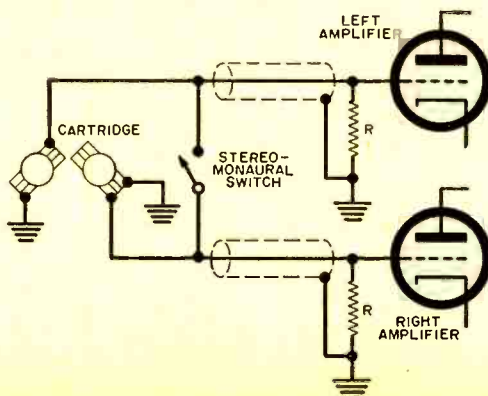 LEFT
AMPLIFIER
CARTRIDGE
STEREO-
MONAURAL
SWITCH
R
R
RIGHT
AMPLIFIER